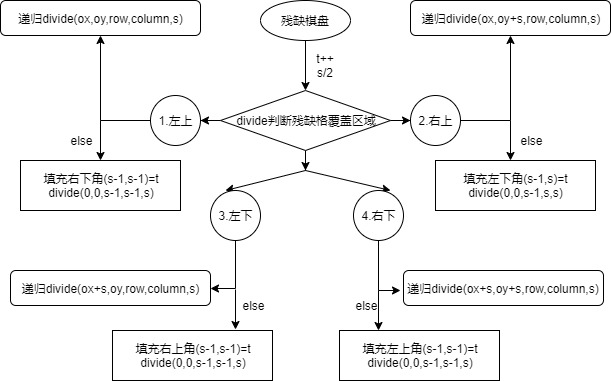 递归divide(ox,oy,row,column,s)
残缺棋盘
递归divide(ox,oy+s,row,column,s)
t++
s/2
1.左上
divide判断残缺格覆盖区域
2.右上
else
else
填充右下角(s-1,s-1)=t
divide(0,0,s-1,s-1,s)
填充左下角(s-1,s)=t
divide(0,0,s-1,s,s)
3.左下
4.右下
递归divide(ox+s,oy,row,column,s)
递归divide(ox+s,oy+s,row,column,s)
else
else
填充右上角(s-1,s-1)=t
divide(0,0,s-1,s-1,s)
填充左上角(s-1,s-1)=t
divide(0,0,s-1,s-1,s)